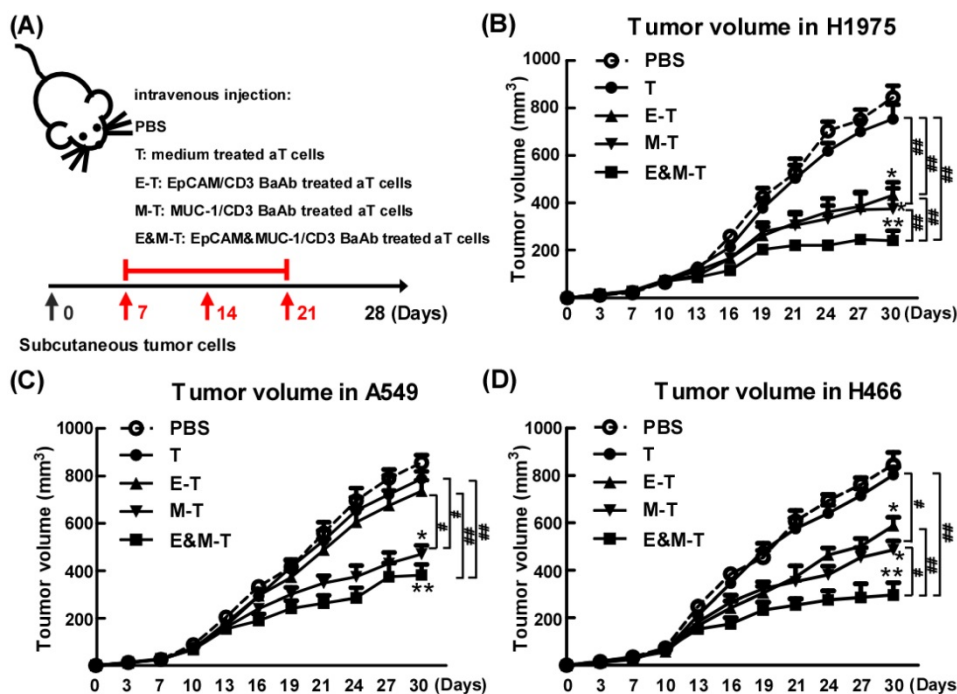 (A)
intravenous injection:
PBS
T: medium treated aT cells
E-T: EpCAM/CD3 BaAb treated aT cells
M-T: MUC-1/CD3 BaAb treated aT cells
E&M-T: EpCAM&MUC-1/CD3 BaAb treated aT cells
0 7 14 21 28 (Days)
Subcutaneous tumor cells
(B)
Tumor volume in H1975
Toumor volume (mm³)
1000
800
600
400
200
PBS
T
E-T
M-T
E&M-T
*
*
**
##
##
##
##
##
0 3 7 10 13 16 19 21 24 27 30 (Days)
(C)
Tumor volume in A549
Toumor volume (mm³)
1000
800
600
400
200
PBS
T
E-T
M-T
E&M-T
*
**
#
#
##
##
0 3 7 10 13 16 19 21 24 27 30 (Days)
(D)
Tumor volume in H466
Toumor volume (mm³)
1000
800
600
400
200
PBS
T
E-T
M-T
E&M-T
*
*
**
#
#
##
##
0 3 7 10 13 16 19 21 24 27 30 (Days)